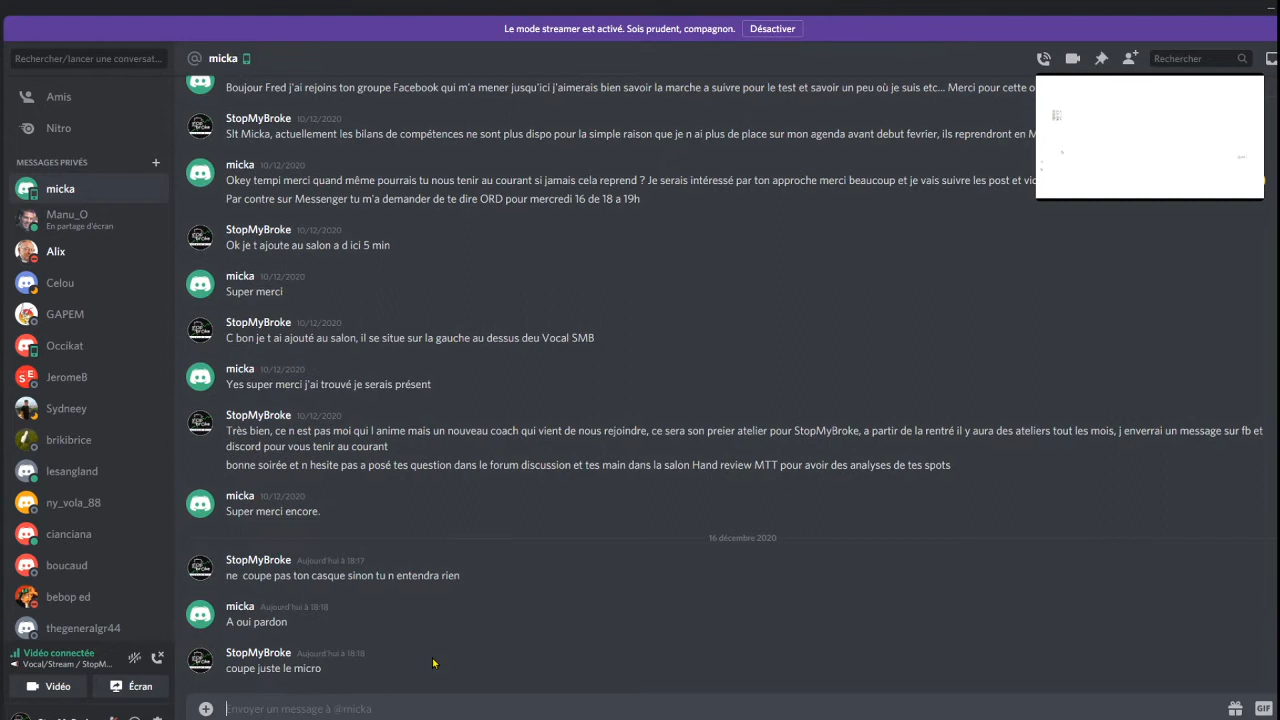 Le mode streamer est activé. Sois prudent, compagnon.
Désactiver
Rechercher/lancer une conversat...
micka
Rechercher
Amis
Nitro
MESSAGES PRIVÉS
micka
Manu_O
En partage d'écran
Alix
Celou
GAPEM
Occikat
JeromeB
Sydneey
brikibrice
lesangland
ny_vola_88
cianciana
boucaud
bebop ed
thegeneralgr44
Vidéo connectée
Vocal/Stream / StopM...
Vidéo
Écran
Boujour Fred j'ai rejoins ton groupe Facebook qui m'a mener jusqu'ici j'aimerais bien savoir la marche a suivre pour le test et savoir un peu où je suis etc... Merci pour cette o
StopMyBroke 10/12/2020
Slt Micka, actuellement les bilans de compétences ne sont plus dispo pour la simple raison que je n ai plus de place sur mon agenda avant debut fevrier, ils reprendront en M
micka 10/12/2020
Okey tempi merci quand même pourrais tu nous tenir au courant si jamais cela reprend ? Je serais intéressé par ton approche merci beaucoup et je vais suivre les post et vid
Par contre sur Messenger tu m'a demander de te dire ORD pour mercredi 16 de 18 a 19h
StopMyBroke 10/12/2020
Ok je t ajoute au salon a d ici 5 min
micka 10/12/2020
Super merci
StopMyBroke 10/12/2020
C bon je t ai ajouté au salon, il se situe sur la gauche au dessus deu Vocal SMB
micka 10/12/2020
Yes super merci j'ai trouvé je serais présent
StopMyBroke 10/12/2020
Très bien, ce n est pas moi qui l anime mais un nouveau coach qui vient de nous rejoindre, ce sera son preier atelier pour StopMyBroke, a partir de la rentré il y aura des ateliers tout les mois, j enverrai un message sur fb et
discord pour vous tenir au courant
bonne soirée et n hesite pas a posé tes question dans le forum discussion et tes main dans la salon Hand review MTT pour avoir des analyses de tes spots
micka 10/12/2020
Super merci encore.
16 décembre 2020
StopMyBroke Aujourd'hui à 18:17
ne coupe pas ton casque sinon tu n entendra rien
micka Aujourd'hui à 18:18
A oui pardon
StopMyBroke Aujourd'hui à 18:18
coupe juste le micro
Envoyer un message à @micka
GIF